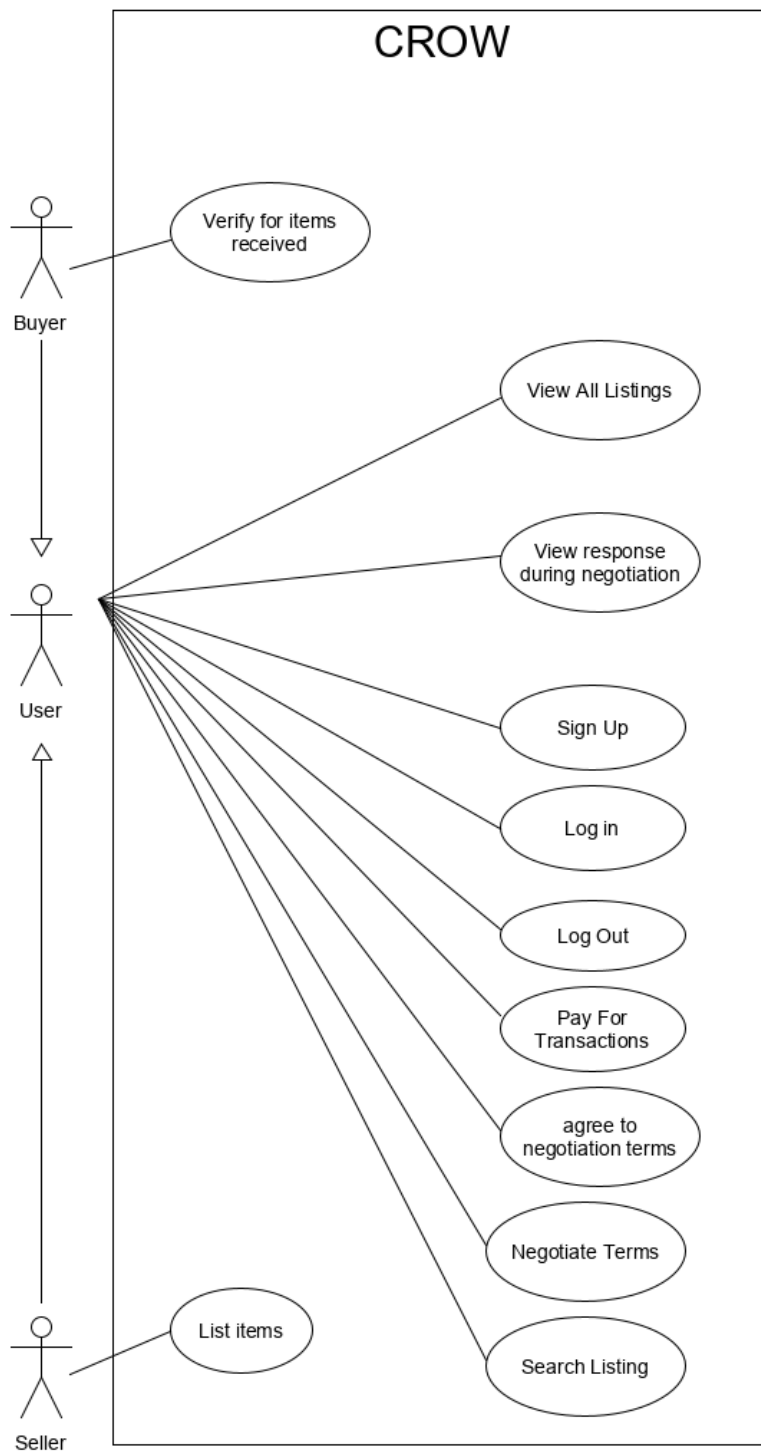 CROW
Verify for items
received
Buyer
View All Listings
View response
during negotiation
User
Sign Up
Log in
Log Out
Pay For
Transactions
agree to
negotiation terms
Negotiate Terms
List items
Search Listing
Seller